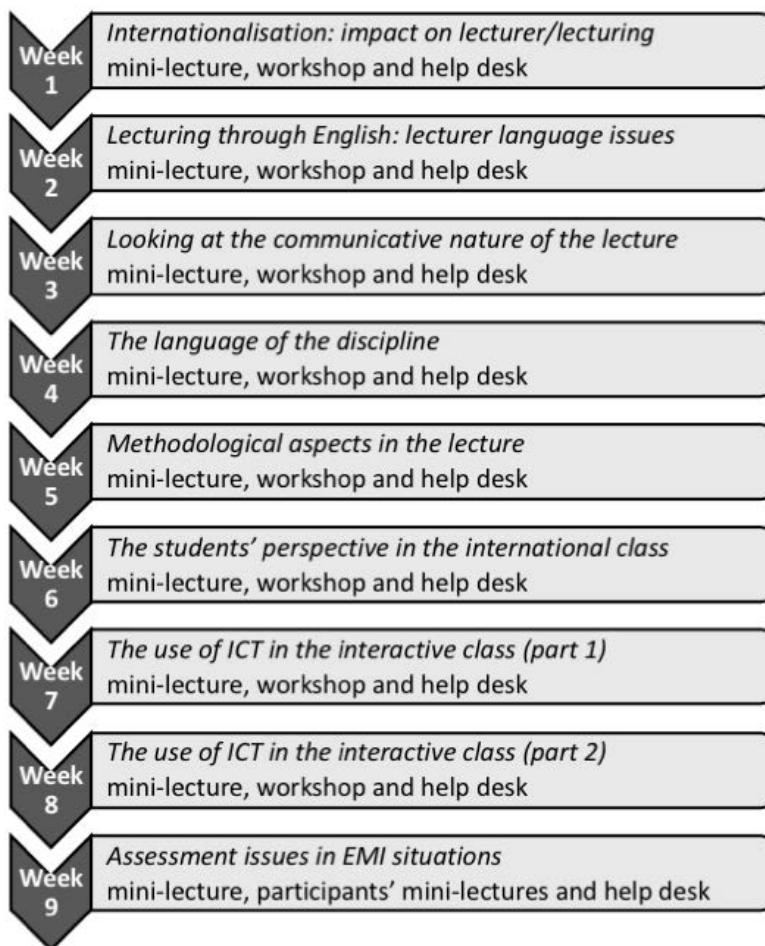 Week
1
Internationalisation: impact on lecturer/lecturing
mini-lecture, workshop and help desk
Week
2
Lecturing through English: lecturer language issues
mini-lecture, workshop and help desk
Week
3
Looking at the communicative nature of the lecture
mini-lecture, workshop and help desk
Week
4
The language of the discipline
mini-lecture, workshop and help desk
Week
5
Methodological aspects in the lecture
mini-lecture, workshop and help desk
Week
6
The students’ perspective in the international class
mini-lecture, workshop and help desk
Week
7
The use of ICT in the interactive class (part 1)
mini-lecture, workshop and help desk
Week
8
The use of ICT in the interactive class (part 2)
mini-lecture, workshop and help desk
Week
9
Assessment issues in EMI situations
mini-lecture, participants’ mini-lectures and help desk